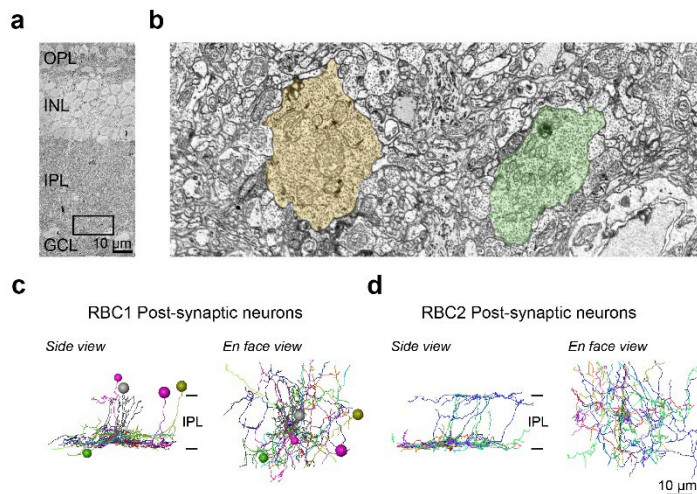 a
OPL
INL
IPL
GCL
10 µm
b
c
RBC1 Post-synaptic neurons
Side view
En face view
IPL
d
RBC2 Post-synaptic neurons
Side view
En face view
IPL
10 µm